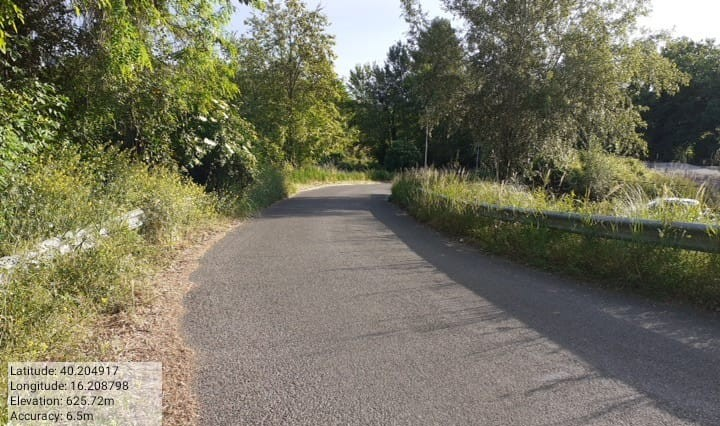 Latitude: 40.204917
Longitude: 16.208798
Elevation: 625.72m
Accuracy: 6.5m